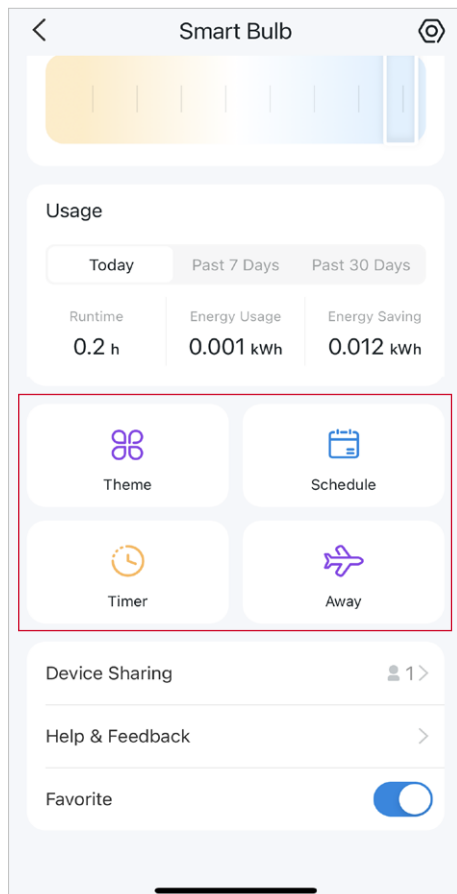 Smart Bulb
Usage
Today Past 7 Days Past 30 Days
Runtime Energy Usage Energy Saving
0.2 h 0.001 kWh 0.012 kWh
Theme Schedule
Timer Away
Device Sharing 1
Help & Feedback
Favorite